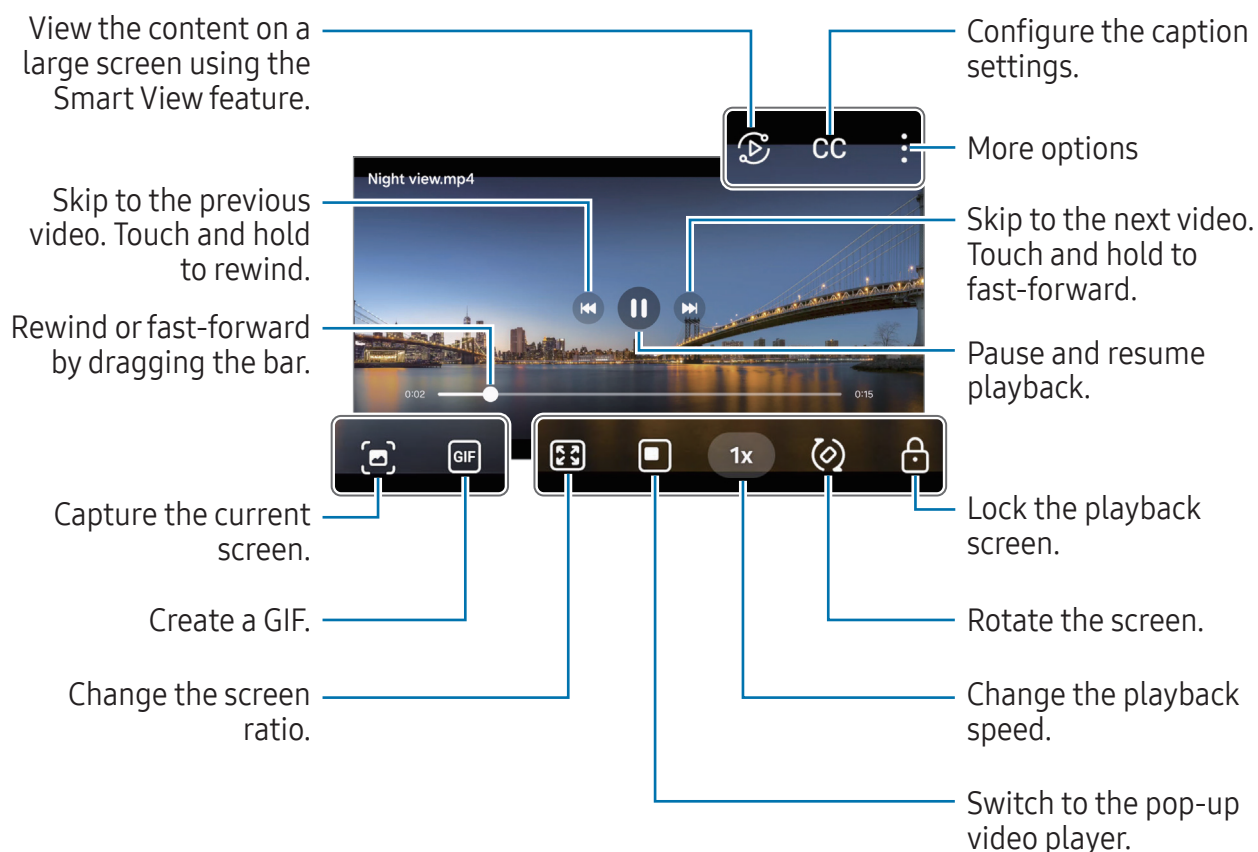 View the content on a
large screen using the
Smart View feature.
Configure the caption
settings.
CC
More options
Night view.mp4
Skip to the previous
video. Touch and hold
to rewind.
Skip to the next video.
Touch and hold to
fast-forward.
Rewind or fast-forward
by dragging the bar.
Pause and resume
playback.
0:02
0:15
GIF
1x
Capture the current
screen.
Lock the playback
screen.
Create a GIF.
Rotate the screen.
Change the screen
ratio.
Change the playback
speed.
Switch to the pop-up
video player.